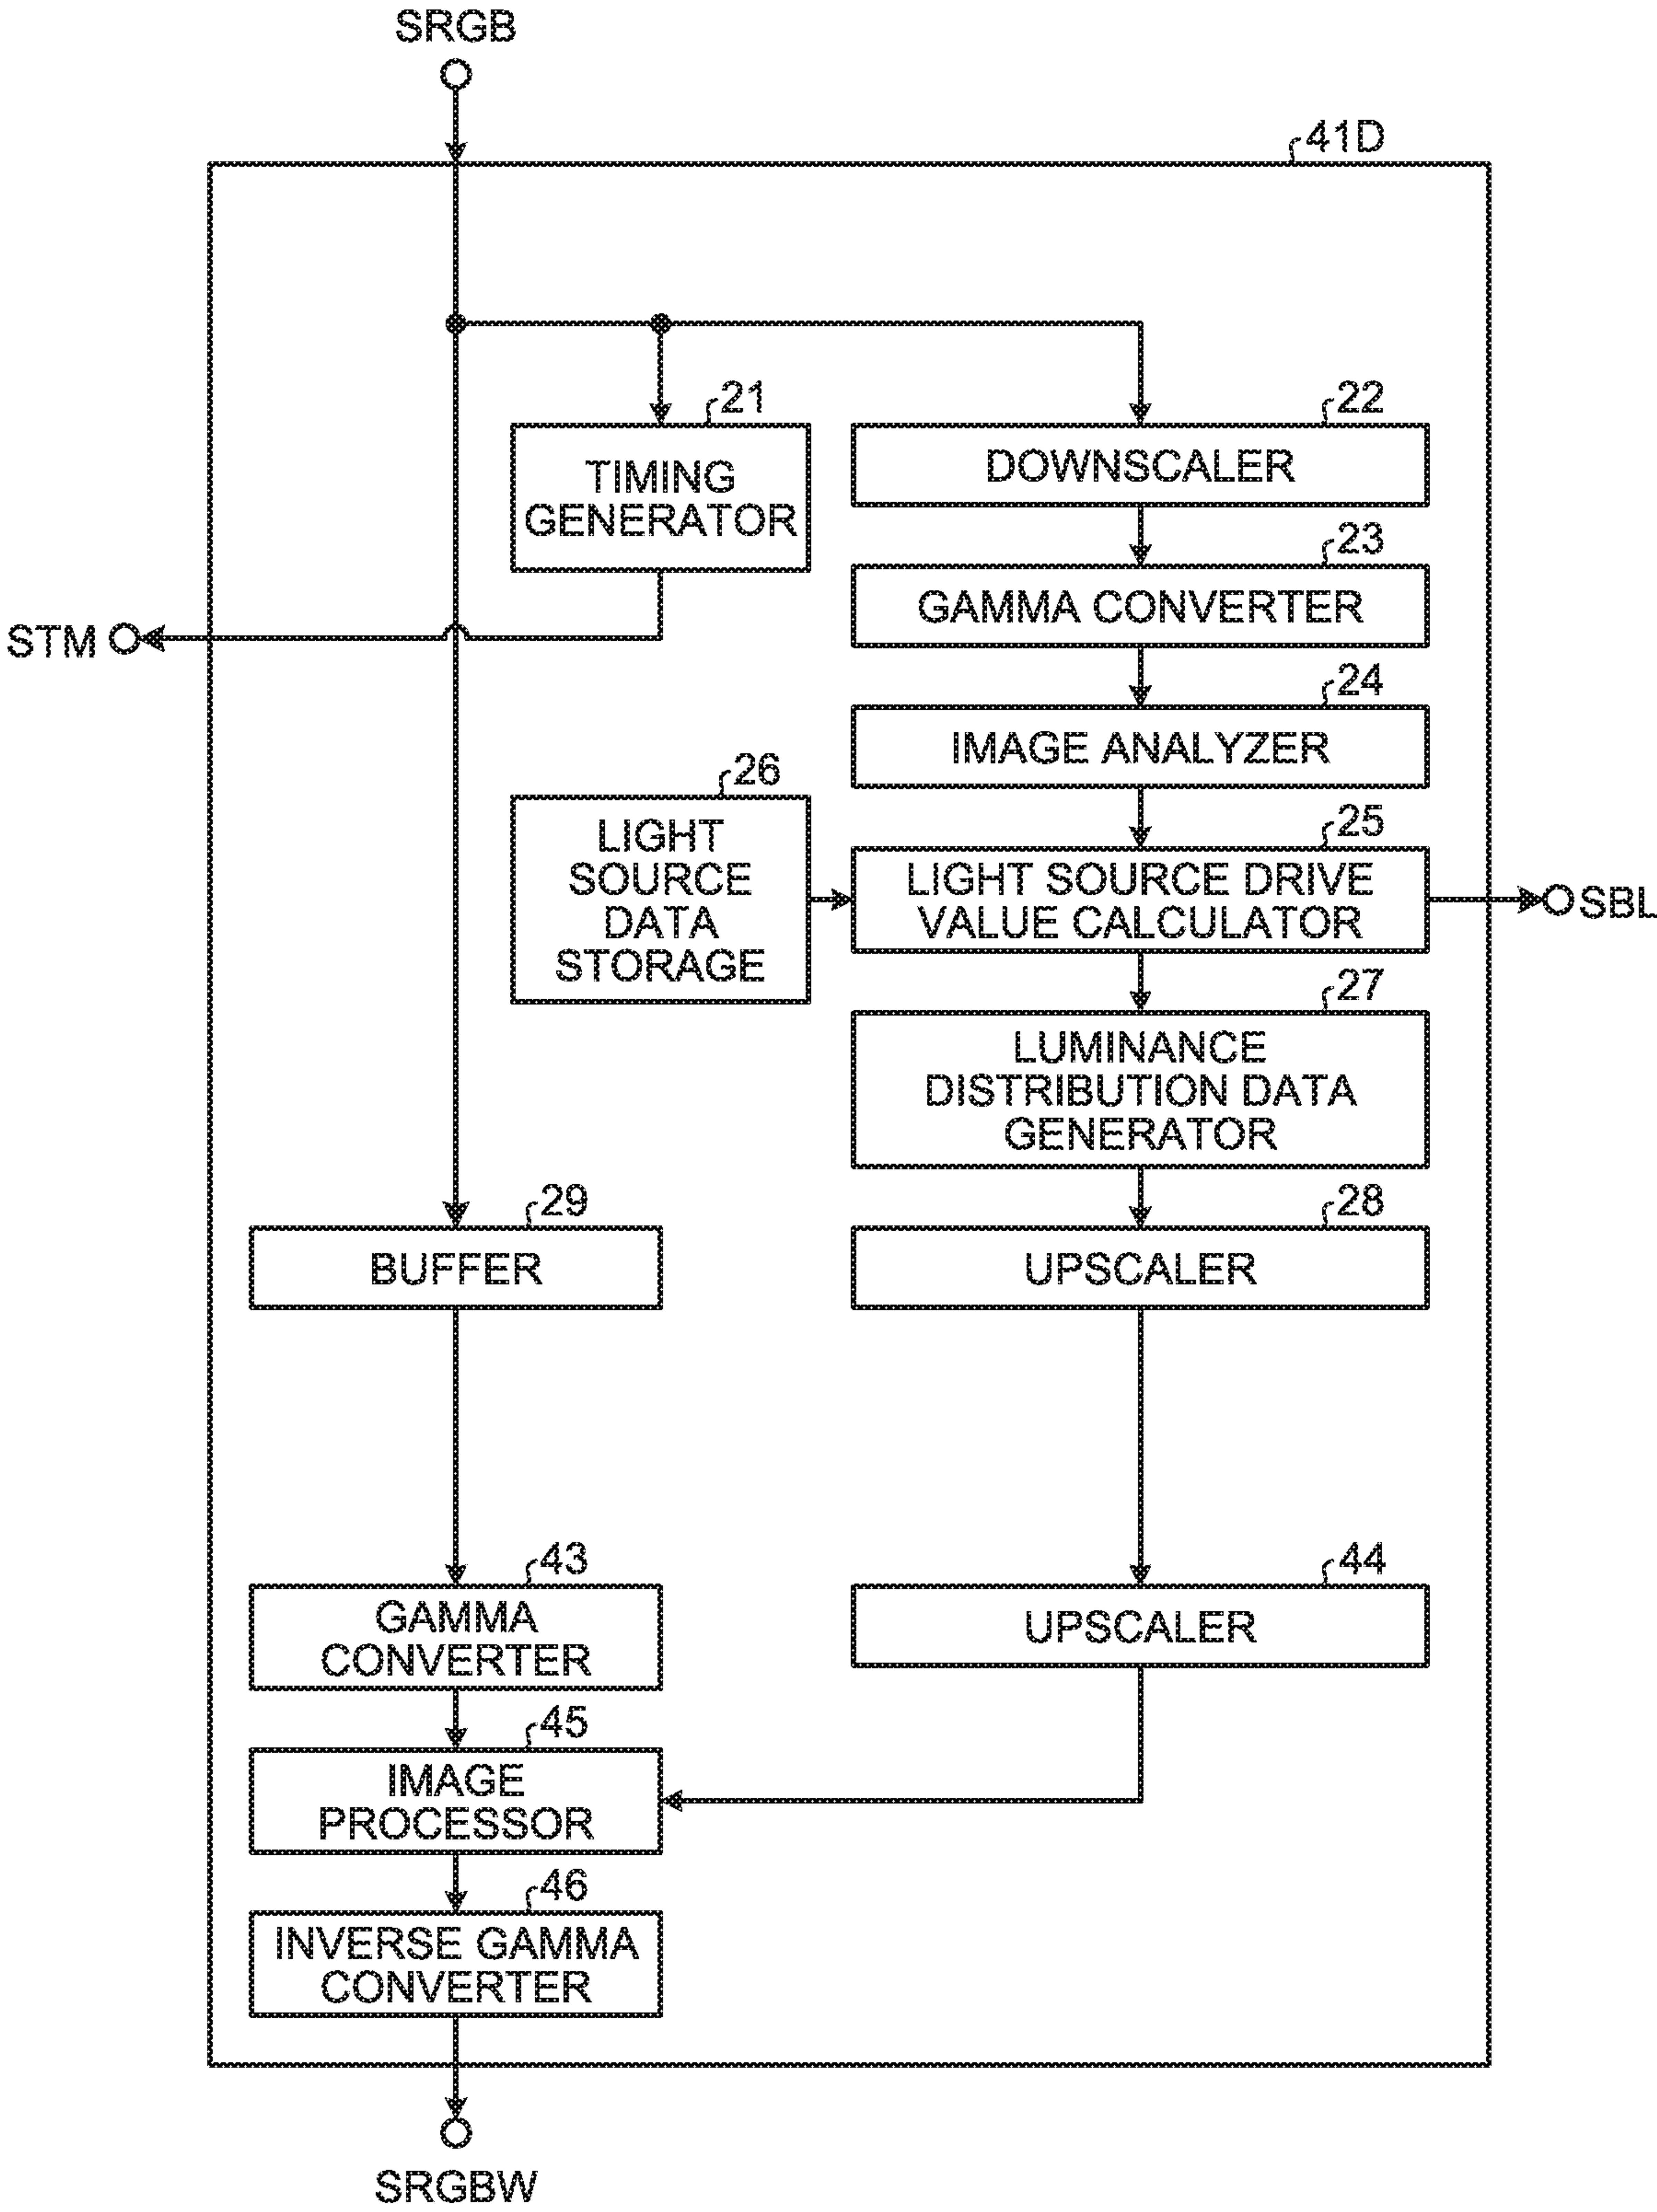 SRGB
41D
21
22
TIMING
GENERATOR
DOWNSCALER
23
GAMMA CONVERTER
STM
24
IMAGE ANALYZER
26
LIGHT
SOURCE
DATA
STORAGE
25
LIGHT SOURCE DRIVE
VALUE CALCULATOR
SBL
27
LUMINANCE
DISTRIBUTION DATA
GENERATOR
29
BUFFER
28
UPSCALER
43
GAMMA
CONVERTER
44
UPSCALER
45
IMAGE
PROCESSOR
46
INVERSE GAMMA
CONVERTER
SRGBW